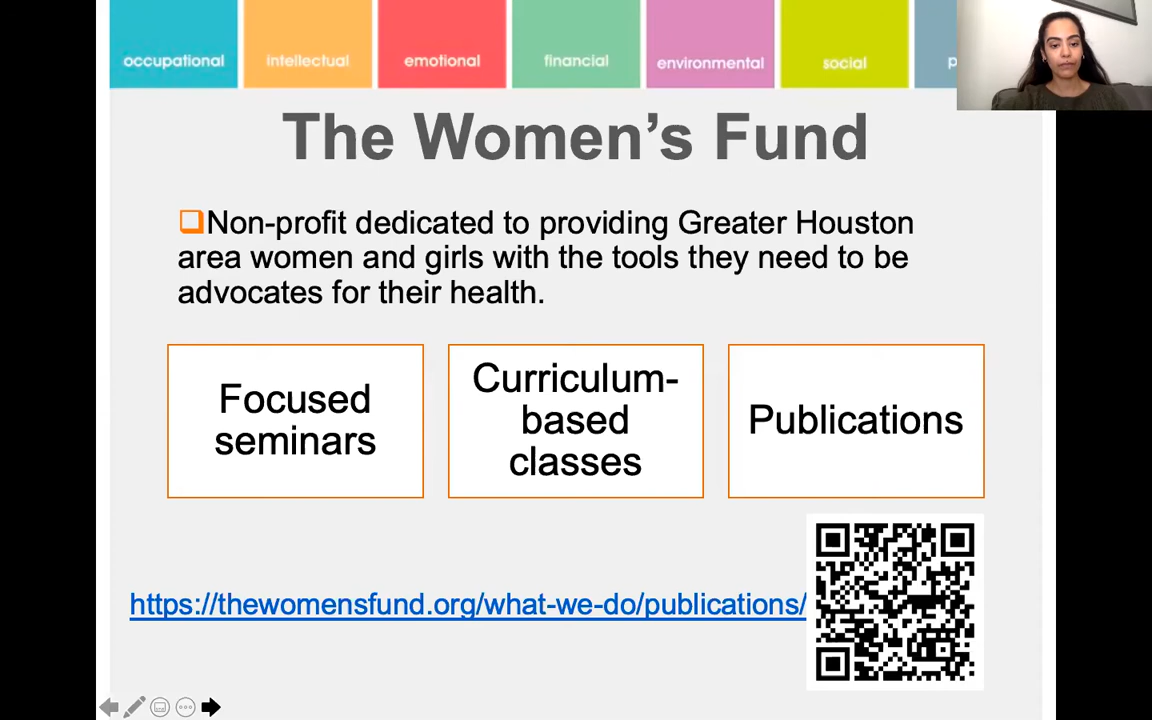 occupational
intellectual
emotional
financial
environmental
social
p
The Women's Fund
Non-profit dedicated to providing Greater Houston
area women and girls with the tools they need to be
advocates for their health.
Focused
seminars
Curriculum-
based
classes
Publications
https://thewomensfund.org/what-we-do/publications/